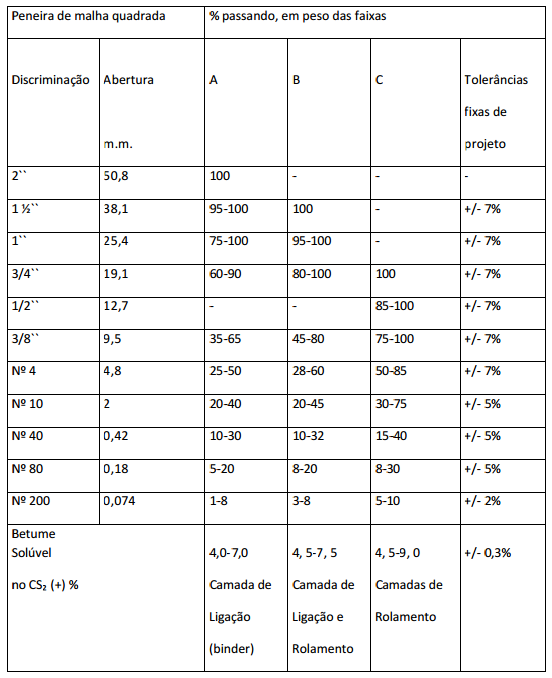 Peneira de malha quadrada % passando, em peso das faixas
Discriminação Abertura A B C Tolerâncias
fixas de
m.m. projeto
2`` 50,8 100 - - -
1 ½`` 38,1 95-100 100 - +/- 7%
1`` 25,4 75-100 95-100 - +/- 7%
3/4`` 19,1 60-90 80-100 100 +/- 7%
1/2`` 12,7 - - 85-100 +/- 7%
3/8`` 9,5 35-65 45-80 75-100 +/- 7%
Nº 4 4,8 25-50 28-60 50-85 +/- 7%
Nº 10 2 20-40 20-45 30-75 +/- 5%
Nº 40 0,42 10-30 10-32 15-40 +/- 5%
Nº 80 0,18 5-20 8-20 8-30 +/- 5%
Nº 200 0,074 1-8 3-8 5-10 +/- 2%
Betume
Solúvel 4,0-7,0 4, 5-7, 5 4, 5-9, 0 +/- 0,3%
no CS₂ (+) % Camada de Camada de Camadas de
Ligação Ligação e Rolamento
(binder) Rolamento